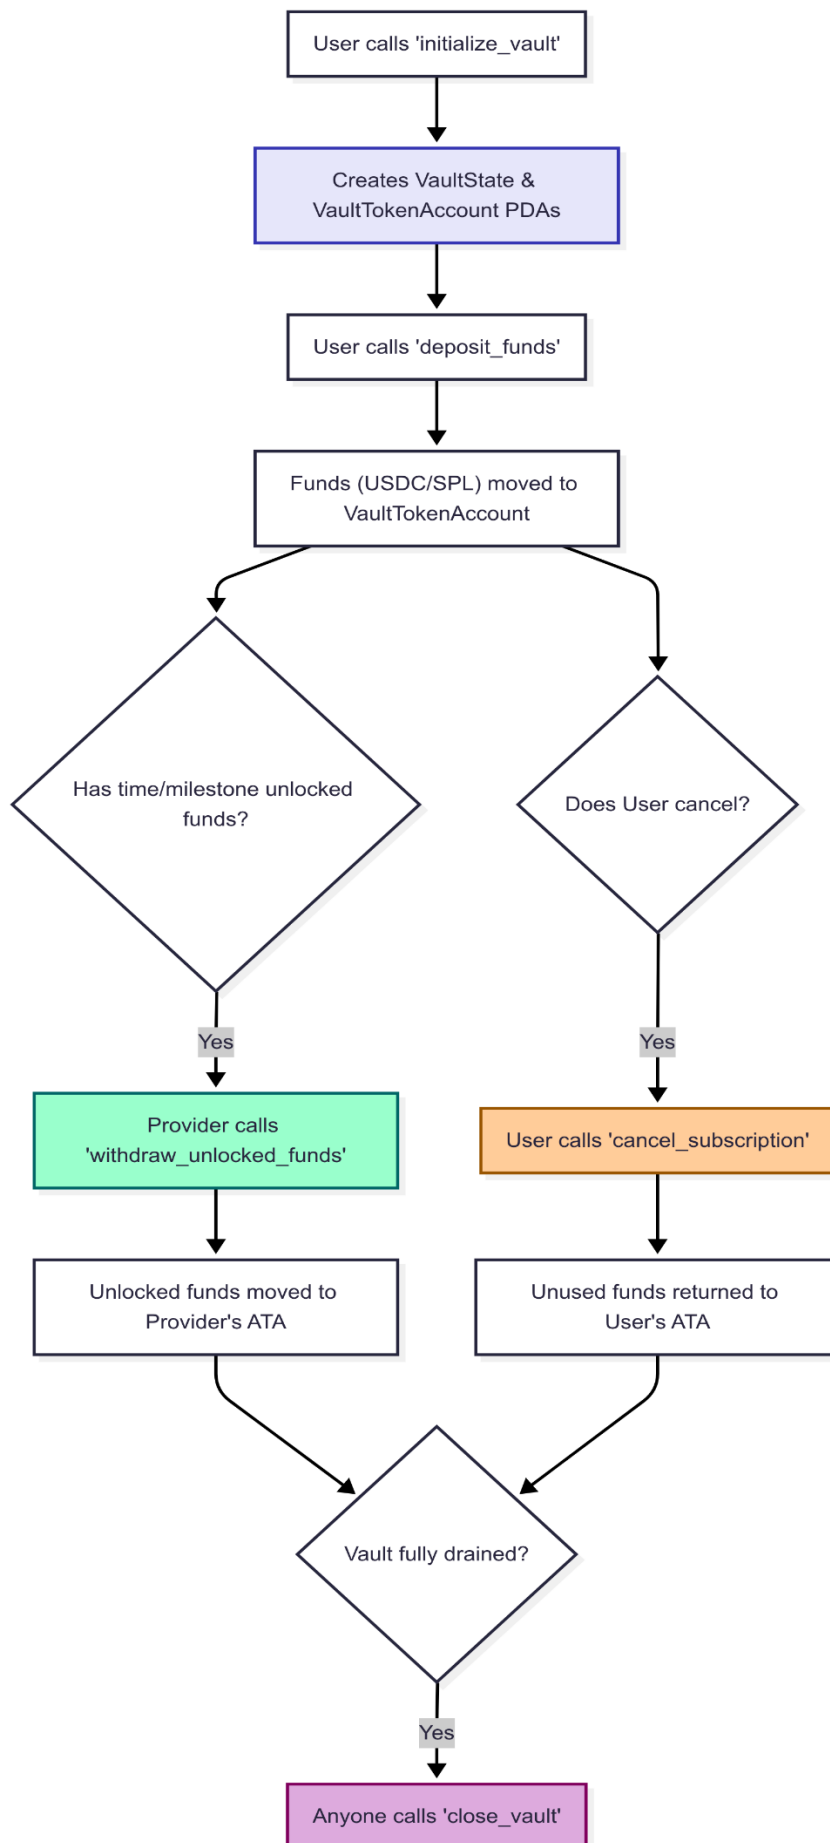 User calls 'initialize_vault'
Creates VaultState &
VaultTokenAccount PDAs
User calls 'deposit_funds'
Funds (USDC/SPL) moved to
VaultTokenAccount
Has time/milestone unlocked
funds?
Does User cancel?
Yes
Yes
Provider calls
'withdraw_unlocked_funds'
User calls 'cancel_subscription'
Unlocked funds moved to
Provider's ATA
Unused funds returned to
User's ATA
Vault fully drained?
Yes
Anyone calls 'close_vault'